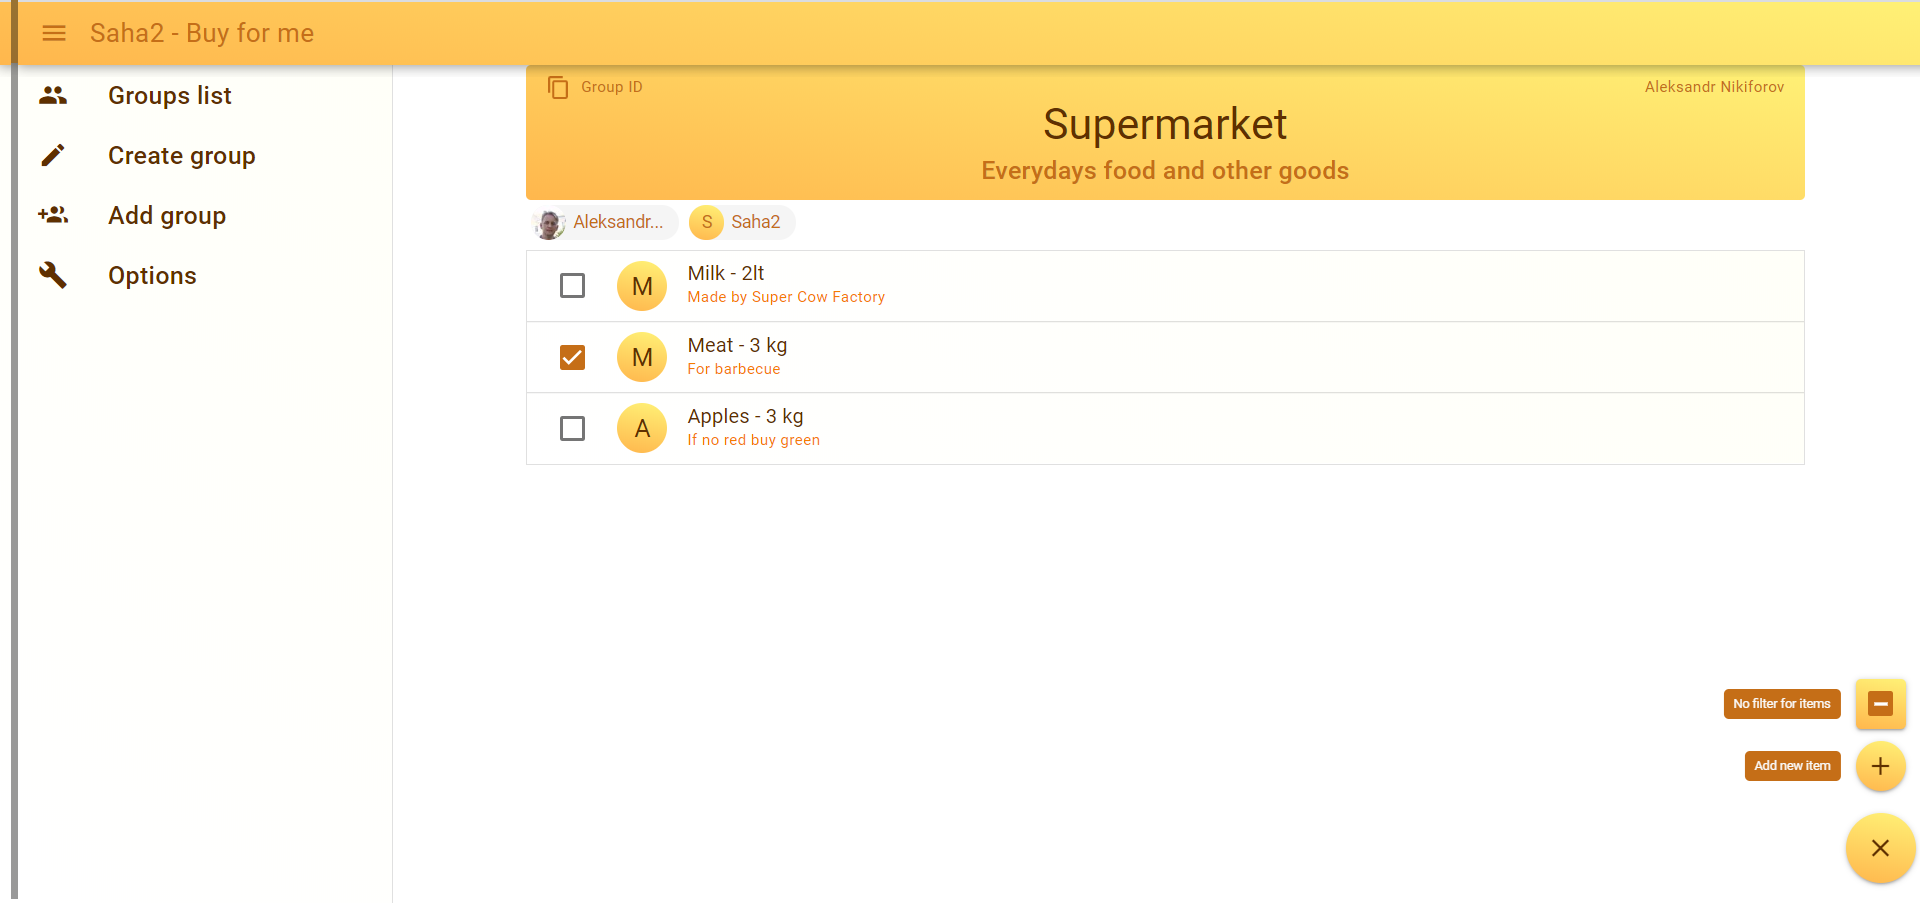 Saha2 - Buy for me
Groups list
Create group
Add group
Options
Group ID
Aleksandr Nikiforov
Supermarket
Everydays food and other goods
Aleksandr...
S
Saha2
M
Milk - 2lt
Made by Super Cow Factory
M
Meat - 3 kg
For barbecue
A
Apples - 3 kg
If no red buy green
No filter for items
Add new item